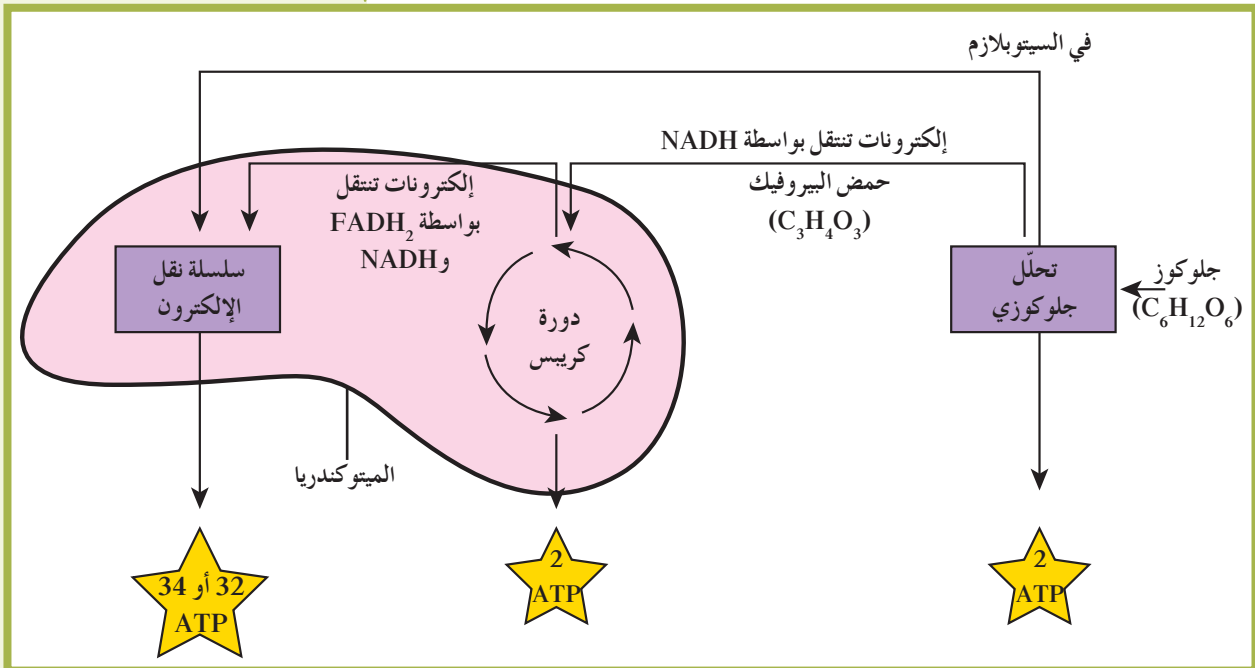 في السيتوبلازم
إلكترونات تنتقل بواسطة NADH
حمض البيروفيك
(C₃H₄O₃)
جلوكوز
(C₆H₁₂O₆)
تحلّل
جلوكوزي
إلكترونات تنتقل
بواسطة FADH₂
وNADH
دورة
كريبس
سلسلة نقل
الإلكترون
الميتوكندريا
2
ATP
2
ATP
32 أو 34
ATP